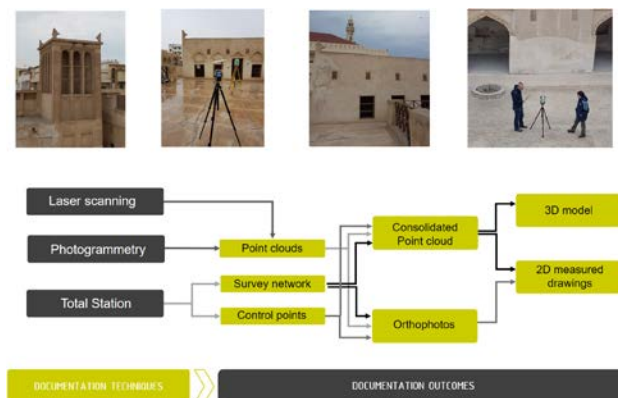 Laser scanning
Photogrammetry
Total Station
Point clouds
Survey network
Control points
Consolidated
Point cloud
Orthophotos
3D model
2D measured
drawings
DOCUMENTATION TECHNIQUES
DOCUMENTATION OUTCOMES